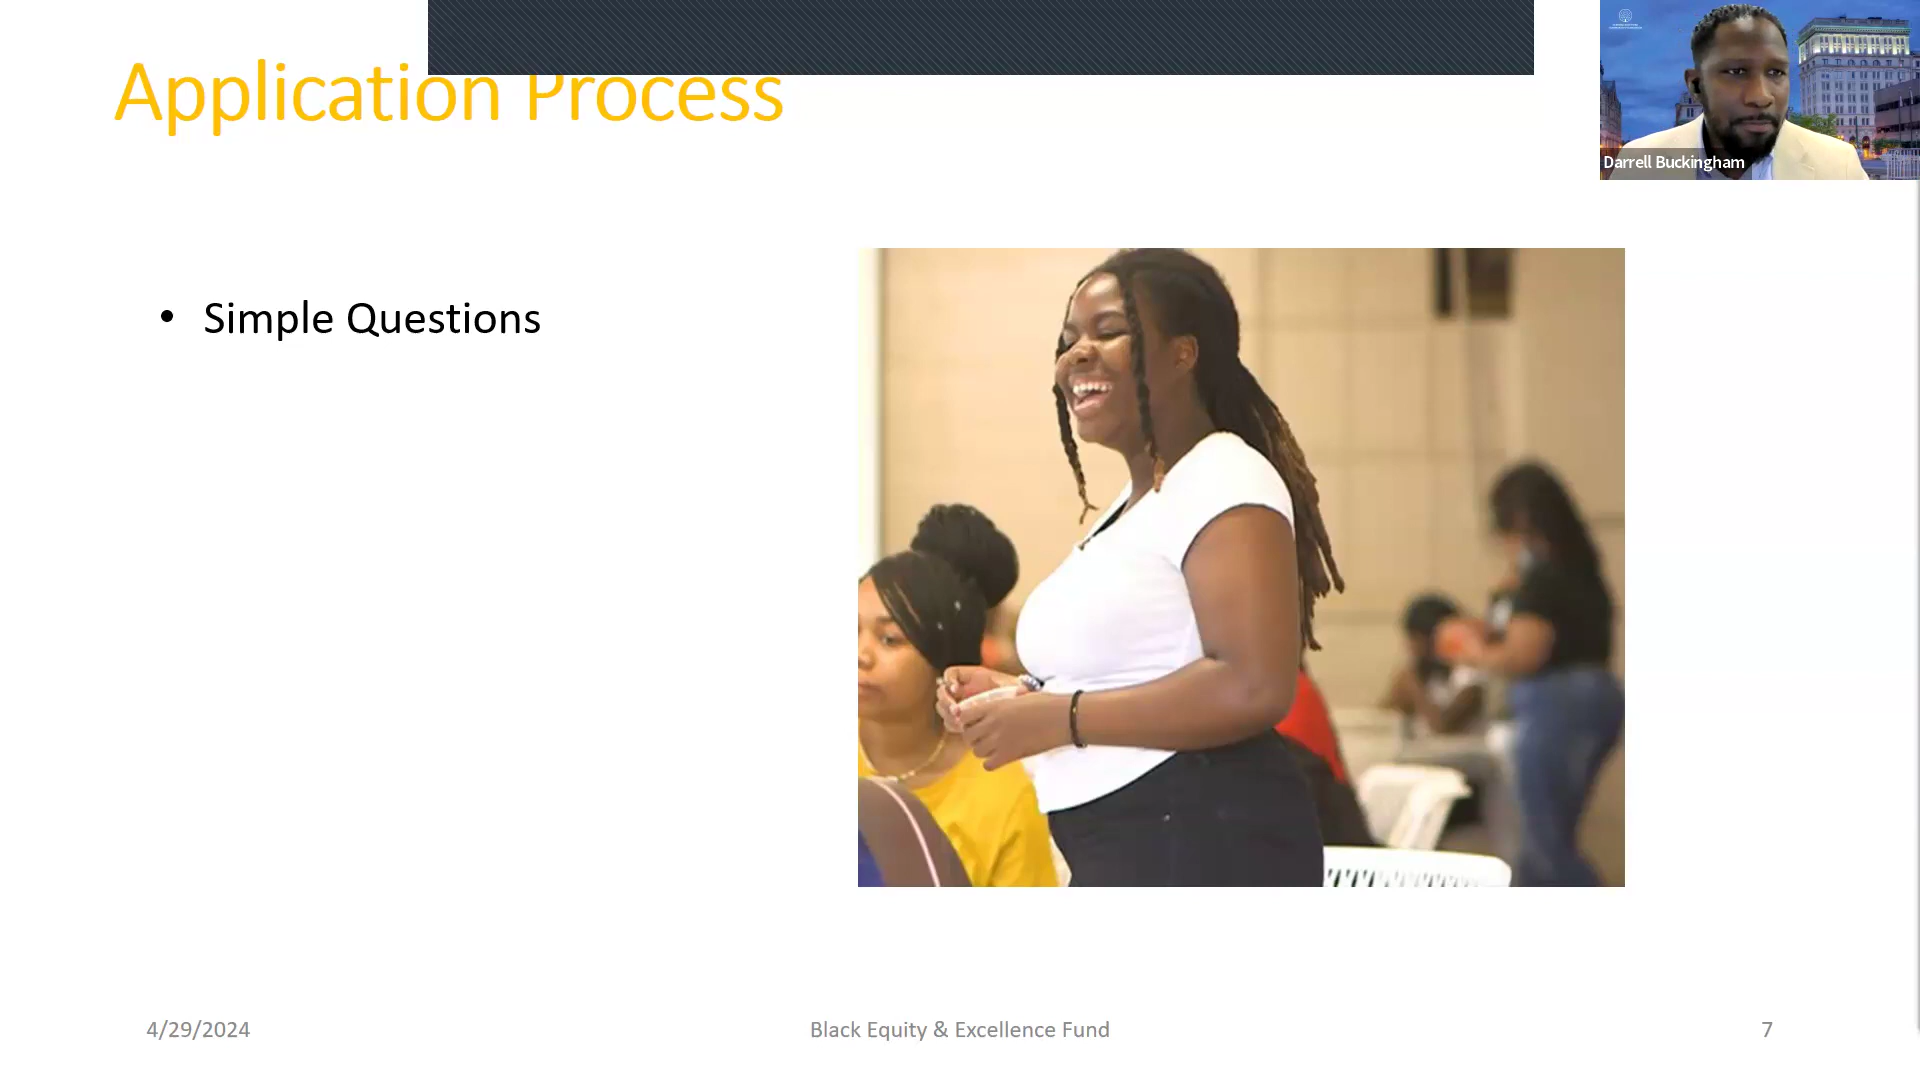 Application Process
Darrell Buckingham
• Simple Questions
4/29/2024
Black Equity & Excellence Fund
7